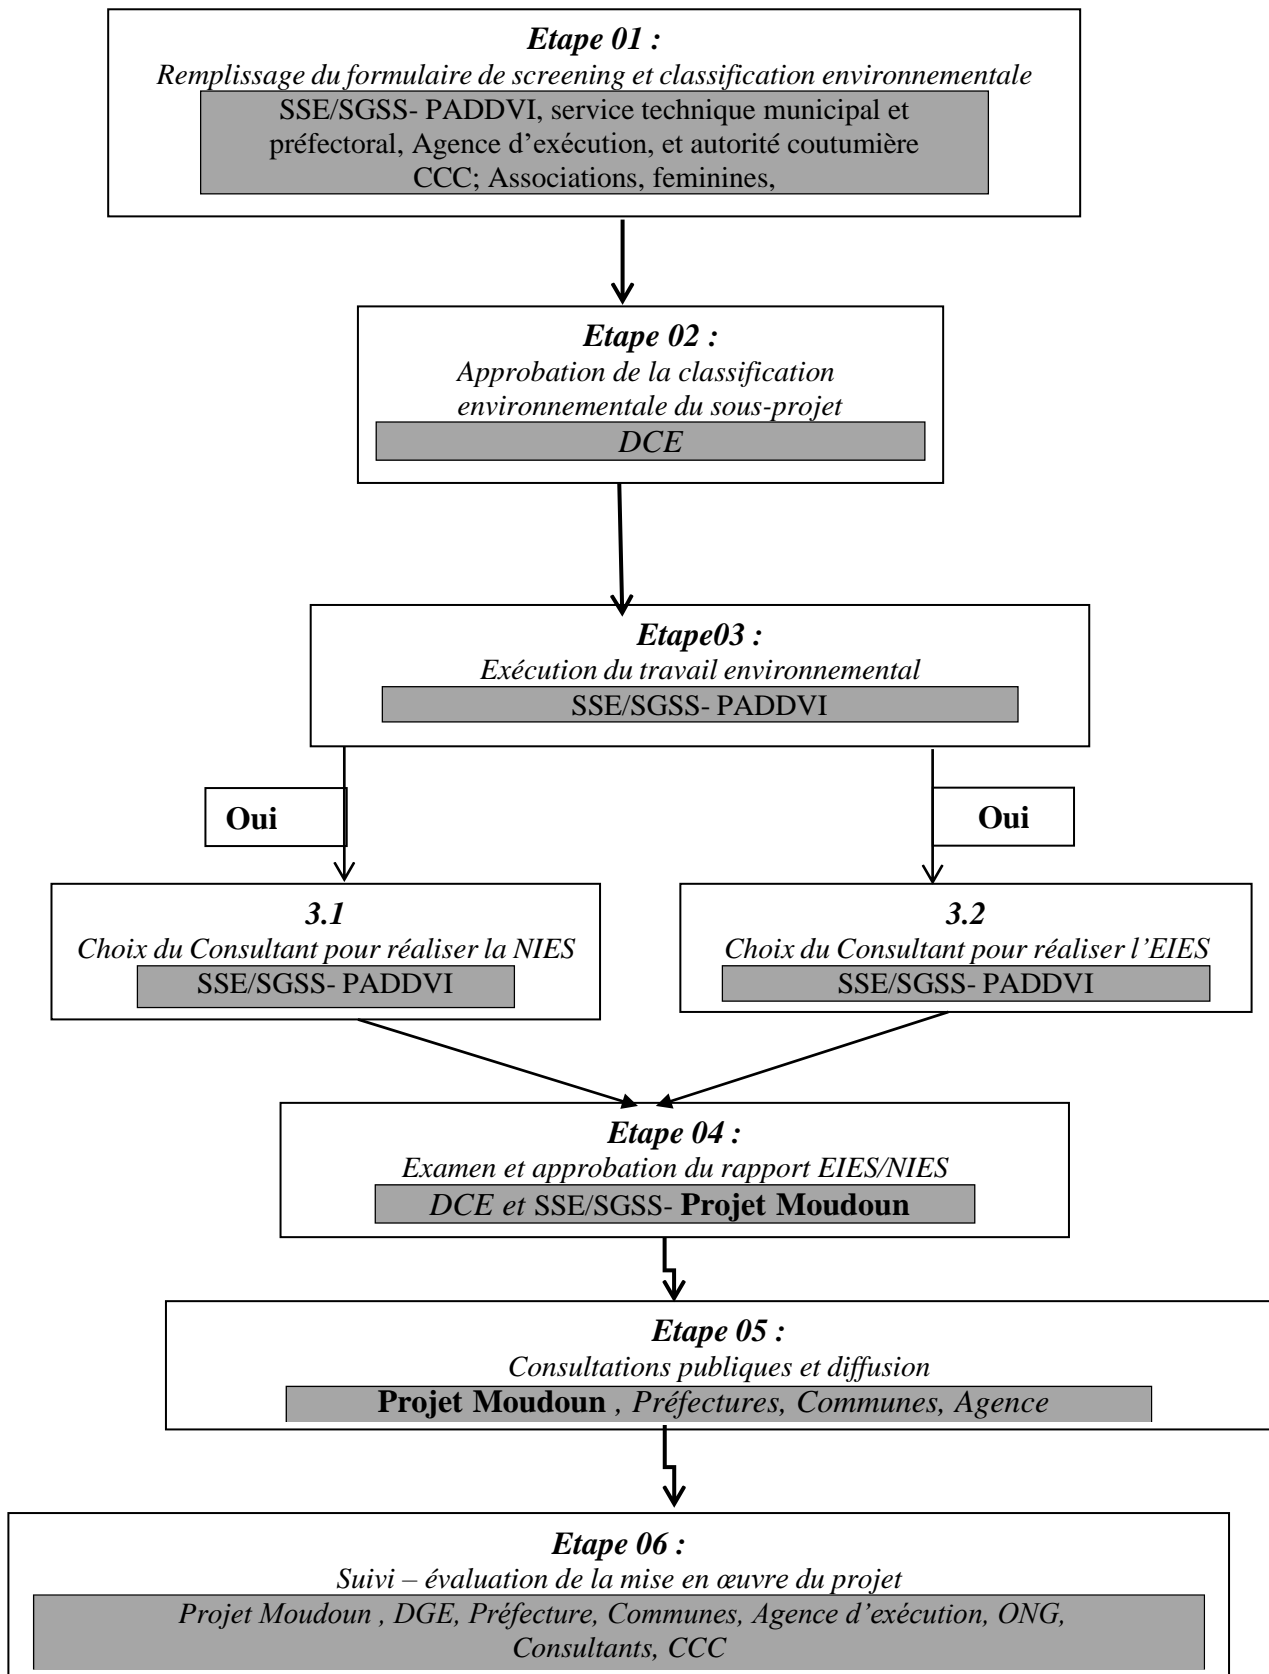 Etape 01 :
Remplissage du formulaire de screening et classification environnementale
SSE/SGSS- PADDVI, service technique municipal et
préfectoral, Agence d’exécution, et autorité coutumière
CCC; Associations, feminines,
Etape 02 :
Approbation de la classification
environnementale du sous-projet
DCE
Etape03 :
Exécution du travail environnemental
SSE/SGSS- PADDVI
Oui
Oui
3.1
Choix du Consultant pour réaliser la NIES
SSE/SGSS- PADDVI
3.2
Choix du Consultant pour réaliser l’EIES
SSE/SGSS- PADDVI
Etape 04 :
Examen et approbation du rapport EIES/NIES
DCE et SSE/SGSS- Projet Moudoun
Etape 05 :
Consultations publiques et diffusion
Projet Moudoun , Préfectures, Communes, Agence
Etape 06 :
Suivi – évaluation de la mise en œuvre du projet
Projet Moudoun , DGE, Préfecture, Communes, Agence d’exécution, ONG,
Consultants, CCC